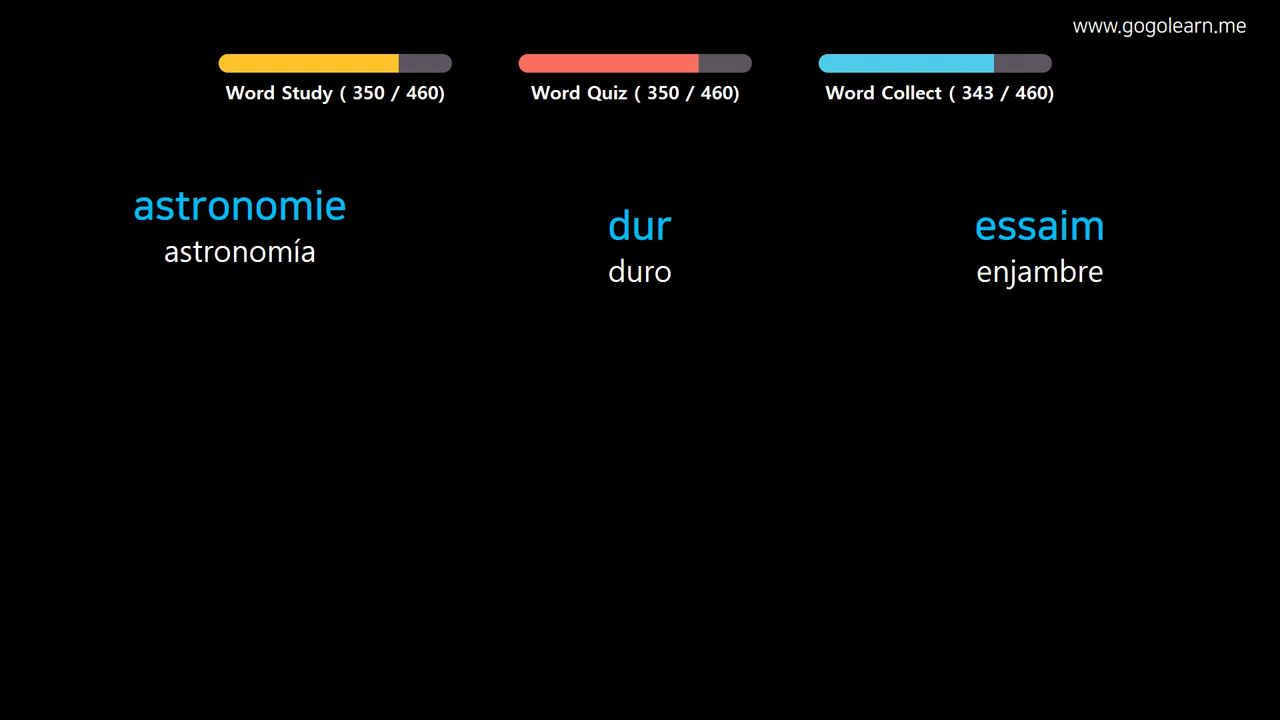 www.gogolearn.me
Word Study ( 350 / 460)
Word Quiz ( 350 / 460)
Word Collect ( 343 / 460)
astronomie
astronomía
dur
duro
essaim
enjambre